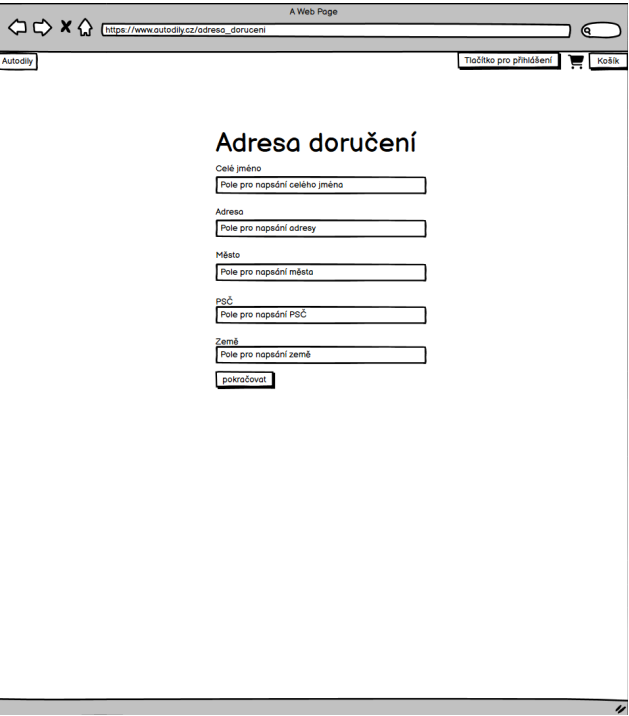 A Web Page
https://www.autodily.cz/adresa_doruceni
Autodily
Tlačítko pro přihlášení
Košík
Adresa doručení
Celé jméno
Pole pro napsání celého jména
Adresa
Pole pro napsání adresy
Město
Pole pro napsání města
PSČ
Pole pro napsání PSČ
Země
Pole pro napsání země
pokračovat